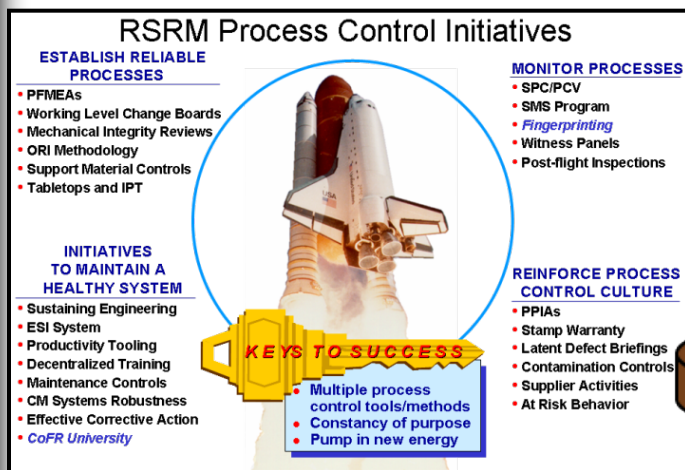 RSRM Process Control Initiatives
ESTABLISH RELIABLE
PROCESSES
• PFMEAs
• Working Level Change Boards
• Mechanical Integrity Reviews
• ORI Methodology
• Support Material Controls
• Tabletops and IPT
MONITOR PROCESSES
• SPC/PCV
• SMS Program
• Fingerprinting
• Witness Panels
• Post-flight Inspections
USA
INITIATIVES
TO MAINTAIN A
HEALTHY SYSTEM
• Sustaining Engineering
• ESI System
• Productivity Tooling
• Decentralized Training
• Maintenance Controls
• CM Systems Robustness
• Effective Corrective Action
• CoFR University
REINFORCE PROCESS
CONTROL CULTURE
• PPIAs
• Stamp Warranty
• Latent Defect Briefings
• Contamination Controls
• Supplier Activities
• At Risk Behavior
KEYS TO SUCCESS
• Multiple process
control tools/methods
• Constancy of purpose
• Pump in new energy